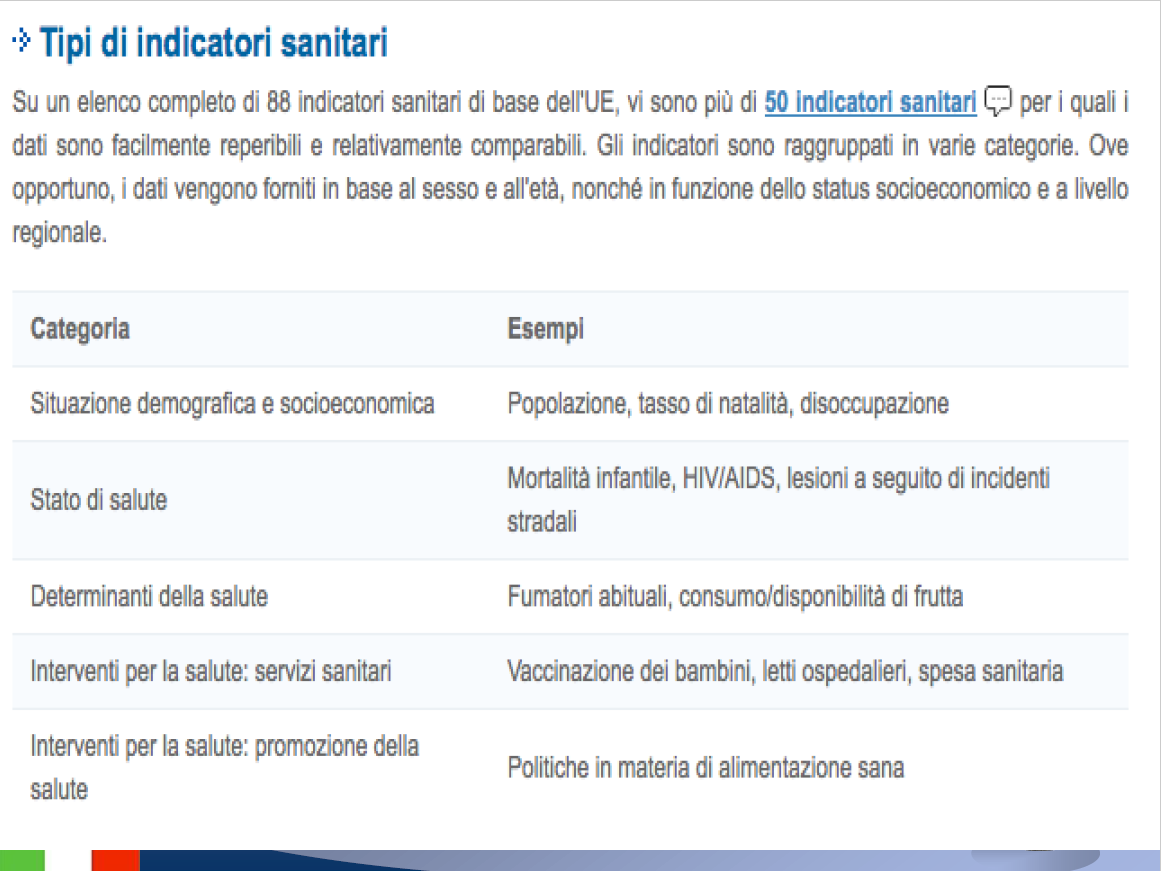 Tipi di indicatori sanitari
Su un elenco completo di 88 indicatori sanitari di base dell'UE, vi sono più di 50 indicatori sanitari per i quali i
dati sono facilmente reperibili e relativamente comparabili. Gli indicatori sono raggruppati in varie categorie. Ove
opportuno, i dati vengono forniti in base al sesso e all'età, nonché in funzione dello status socioeconomico e a livello
regionale.
Categoria Esempi
Situazione demografica e socioeconomica Popolazione, tasso di natalità, disoccupazione
Stato di salute Mortalità infantile, HIV/AIDS, lesioni a seguito di incidenti
stradali
Determinanti della salute Fumatori abituali, consumo/disponibilità di frutta
Interventi per la salute: servizi sanitari Vaccinazione dei bambini, letti ospedalieri, spesa sanitaria
Interventi per la salute: promozione della
salute
Politiche in materia di alimentazione sana